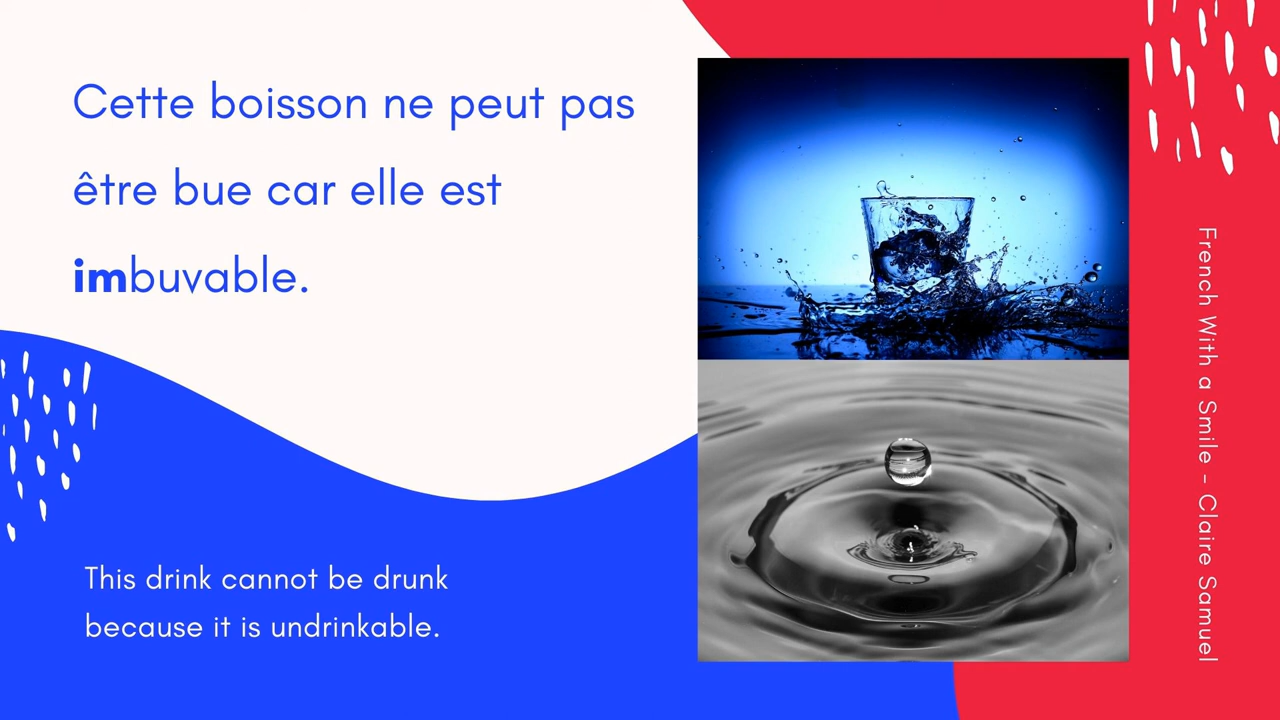 Cette boisson ne peut pas
être bue car elle est
imbuvable.
This drink cannot be drunk
because it is undrinkable.
French With a Smile - Claire Samuel